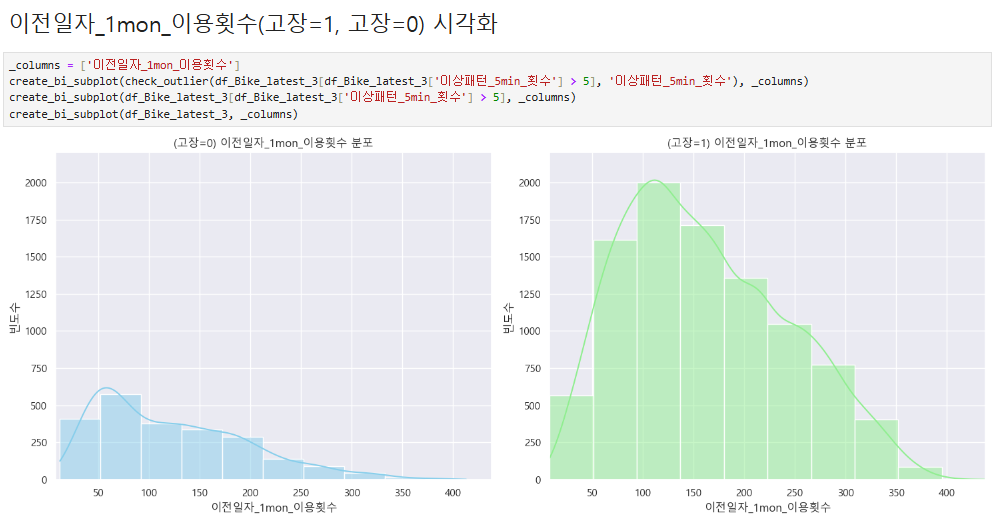 이전일자_1mon_이용횟수(고장=1, 고장=0) 시각화
_columns = ['이전일자_1mon_이용횟수']
create_bi_subplot(check_outlier(df_Bike_latest_3[df_Bike_latest_3['이상패턴_5min_횟수'] > 5], '이상패턴_5min_횟수'), _columns)
create_bi_subplot(df_Bike_latest_3[df_Bike_latest_3['이상패턴_5min_횟수'] > 5], _columns)
create_bi_subplot(df_Bike_latest_3, _columns)
(고장=0) 이전일자_1mon_이용횟수 분포
2000
1750
1500
1250
1000
750
500
250
0
빈도수
50 100 150 200 250 300 350 400
이전일자_1mon_이용횟수
(고장=1) 이전일자_1mon_이용횟수 분포
2000
1750
1500
1250
1000
750
500
250
0
빈도수
50 100 150 200 250 300 350 400
이전일자_1mon_이용횟수